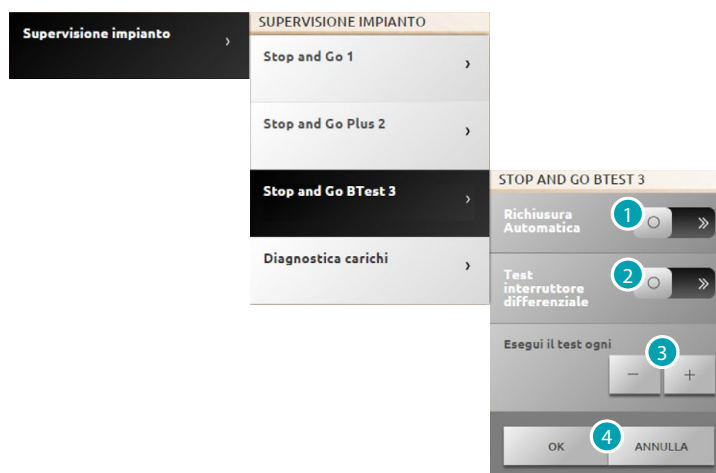 Supervisione impianto
SUPERVISIONE IMPIANTO
Stop and Go 1
Stop and Go Plus 2
Stop and Go BTest 3
Diagnostica carichi
STOP AND GO BTEST 3
Richiusura
Automatica
1
Test
interruttore
differenziale
2
Esegui il test ogni
3
− +
OK 4 ANNULLA